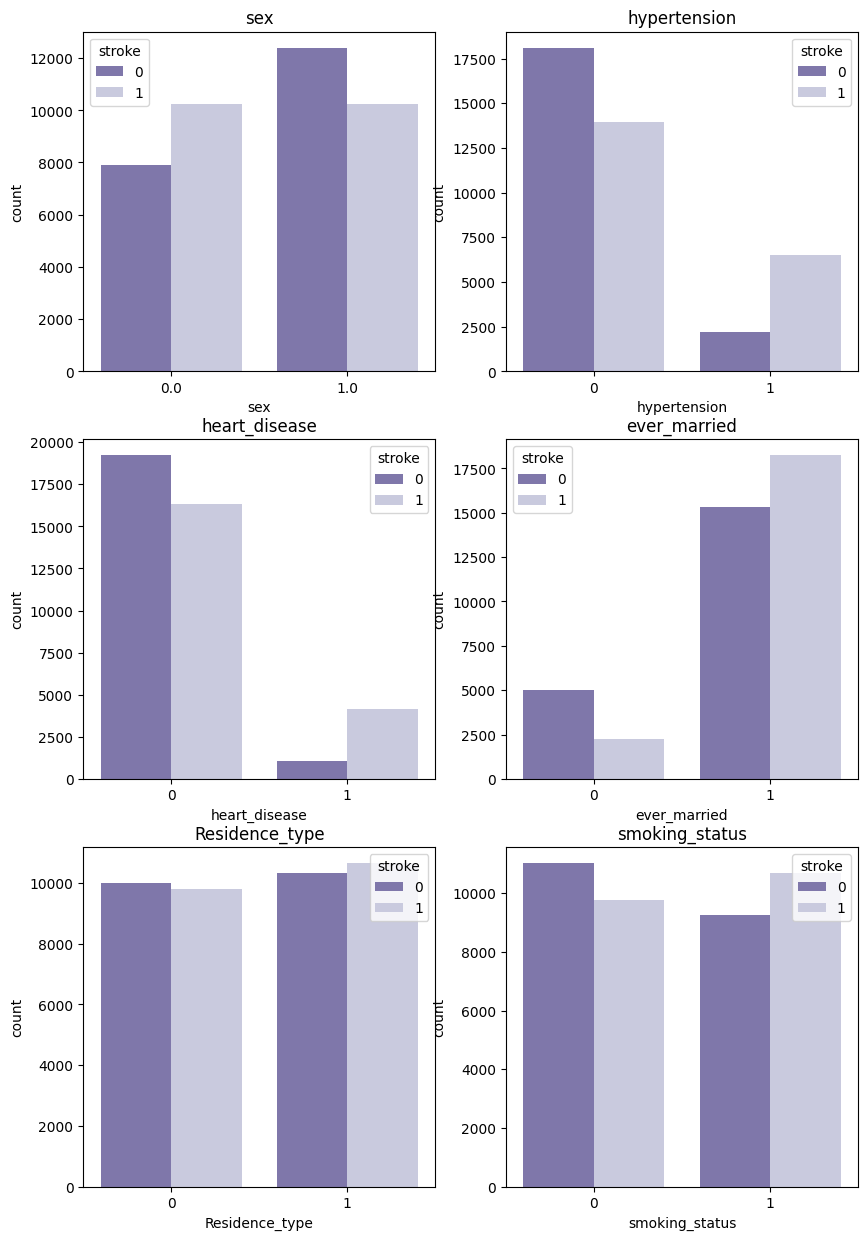 sex
stroke
0
1
12000
10000
8000
6000
4000
2000
0
count
0.0
1.0
sex
hypertension
stroke
0
1
17500
15000
12500
10000
7500
5000
2500
0
count
0
1
hypertension
heart_disease
stroke
0
1
20000
17500
15000
12500
10000
7500
5000
2500
0
count
0
1
heart_disease
ever_married
stroke
0
1
17500
15000
12500
10000
7500
5000
2500
0
count
0
1
ever_married
Residence_type
stroke
0
1
10000
8000
6000
4000
2000
0
count
0
1
Residence_type
smoking_status
stroke
0
1
10000
8000
6000
4000
2000
0
count
0
1
smoking_status